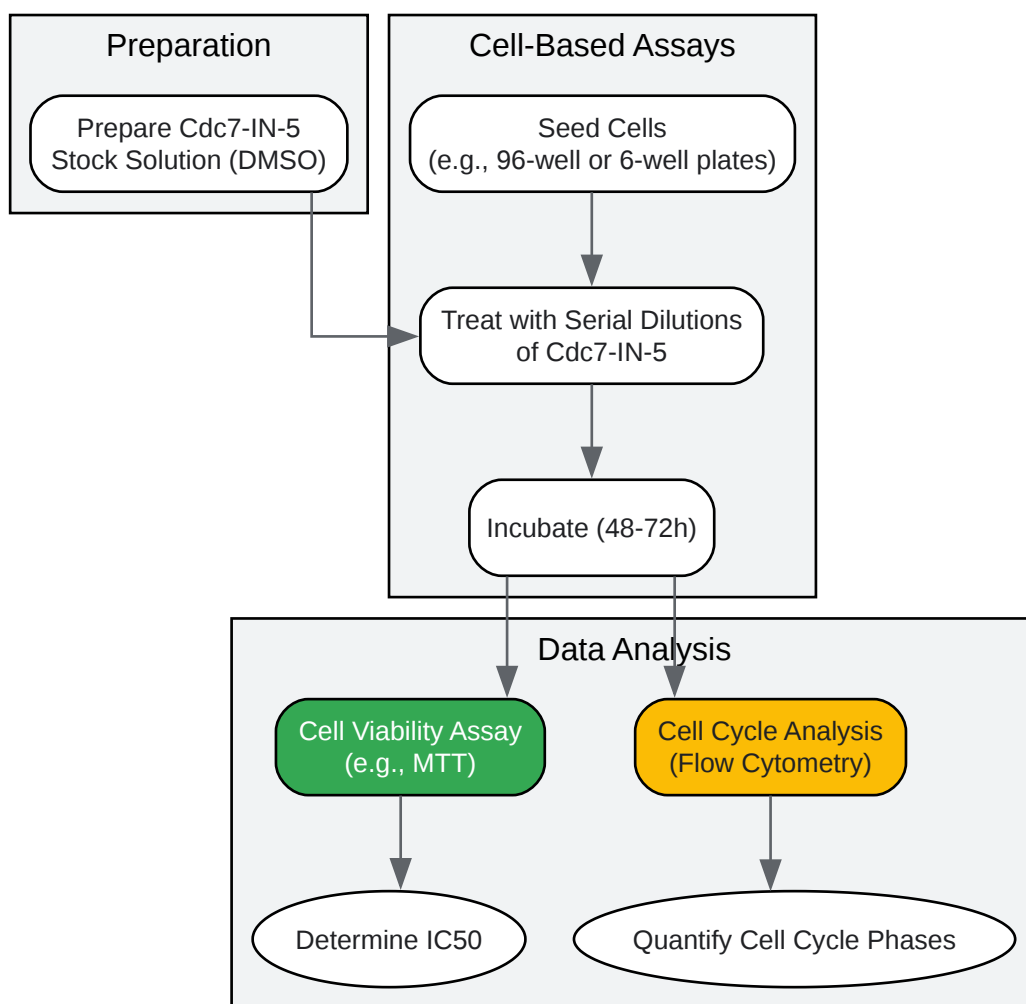 Preparation
Prepare Cdc7-IN-5
Stock Solution (DMSO)
Cell-Based Assays
Seed Cells
(e.g., 96-well or 6-well plates)
Treat with Serial Dilutions
of Cdc7-IN-5
Incubate (48-72h)
Data Analysis
Cell Viability Assay
(e.g., MTT)
Cell Cycle Analysis
(Flow Cytometry)
Determine IC50
Quantify Cell Cycle Phases